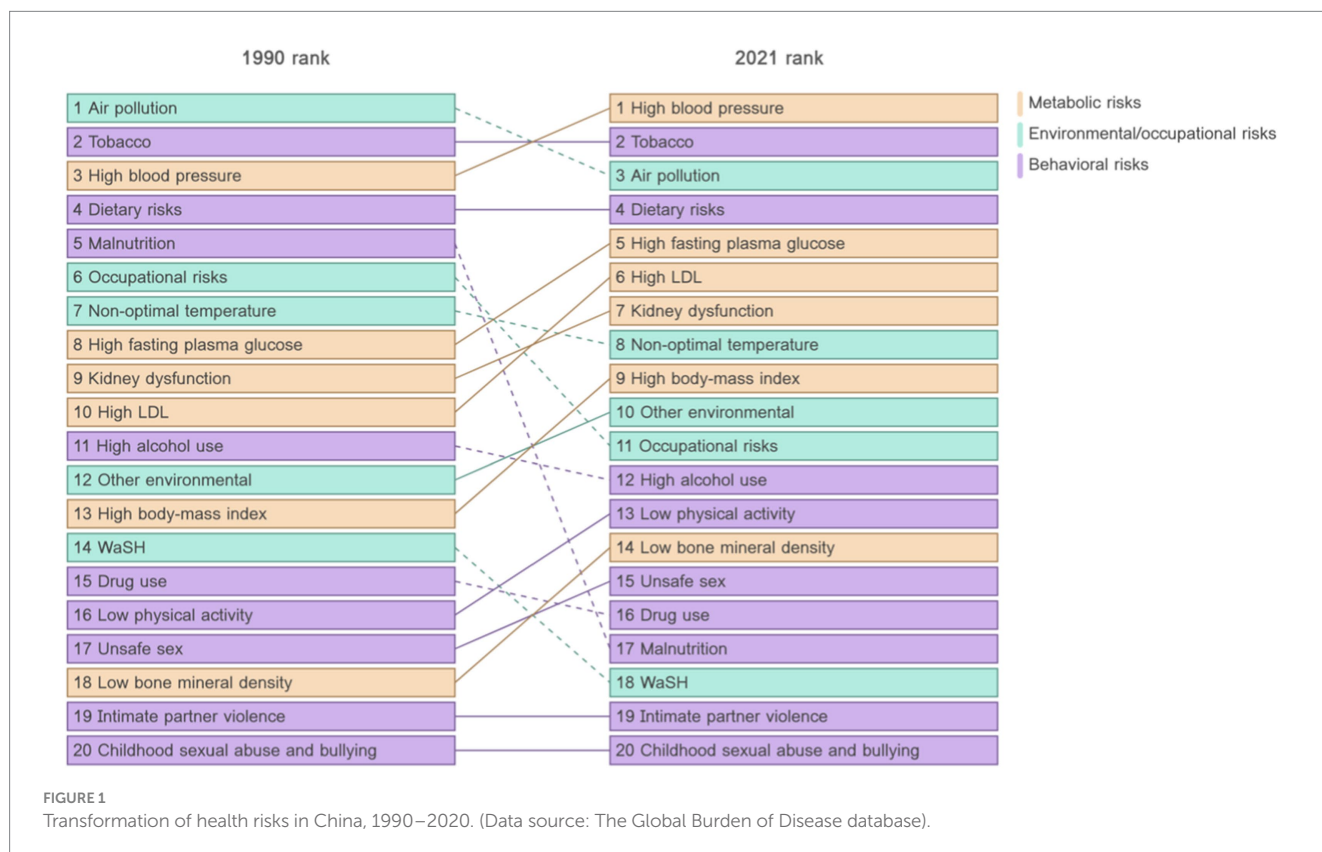 1990 rank
2021 rank
1 Air pollution
2 Tobacco
3 High blood pressure
4 Dietary risks
5 Malnutrition
6 Occupational risks
7 Non-optimal temperature
8 High fasting plasma glucose
9 Kidney dysfunction
10 High LDL
11 High alcohol use
12 Other environmental
13 High body-mass index
14 WaSH
15 Drug use
16 Low physical activity
17 Unsafe sex
18 Low bone mineral density
19 Intimate partner violence
20 Childhood sexual abuse and bullying
1 High blood pressure
2 Tobacco
3 Air pollution
4 Dietary risks
5 High fasting plasma glucose
6 High LDL
7 Kidney dysfunction
8 Non-optimal temperature
9 High body-mass index
10 Other environmental
11 Occupational risks
12 High alcohol use
13 Low physical activity
14 Low bone mineral density
15 Unsafe sex
16 Drug use
17 Malnutrition
18 WaSH
19 Intimate partner violence
20 Childhood sexual abuse and bullying
Metabolic risks
Environmental/occupational risks
Behavioral risks
FIGURE 1
Transformation of health risks in China, 1990–2020. (Data source: The Global Burden of Disease database).